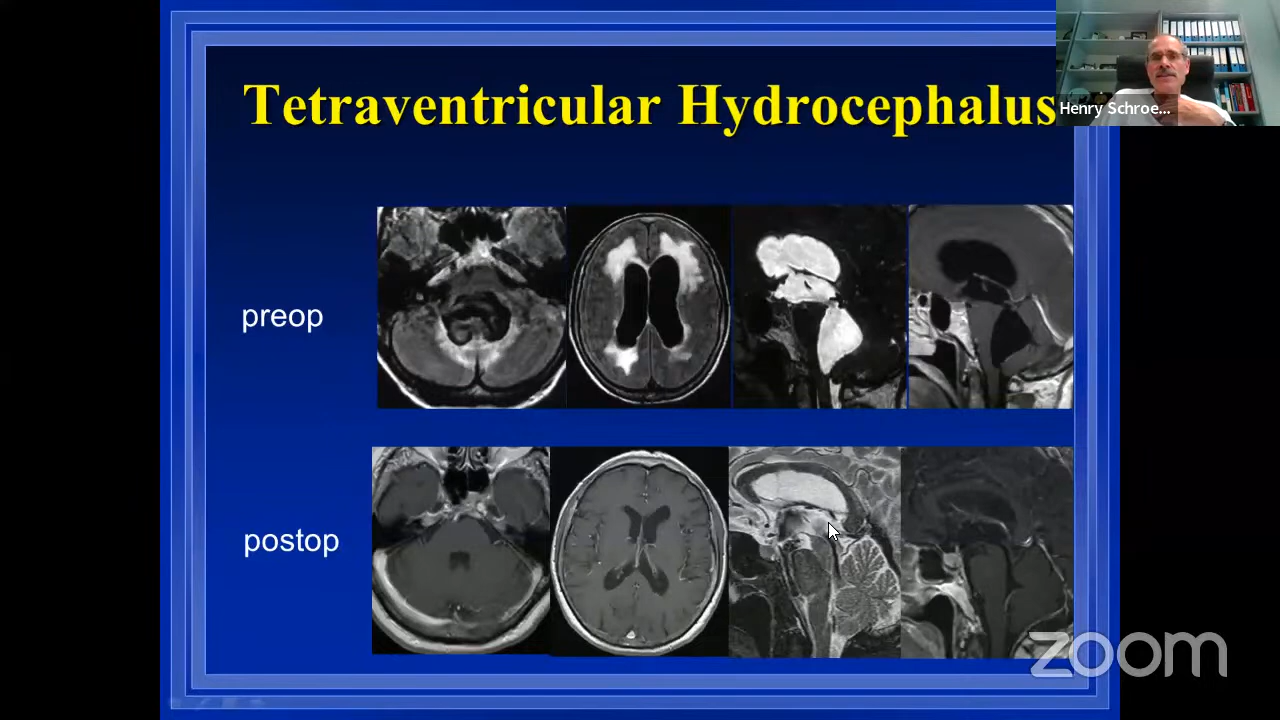 Tetraventricular Hydrocephalus
Henry Schroe...
preop
postop
zoom